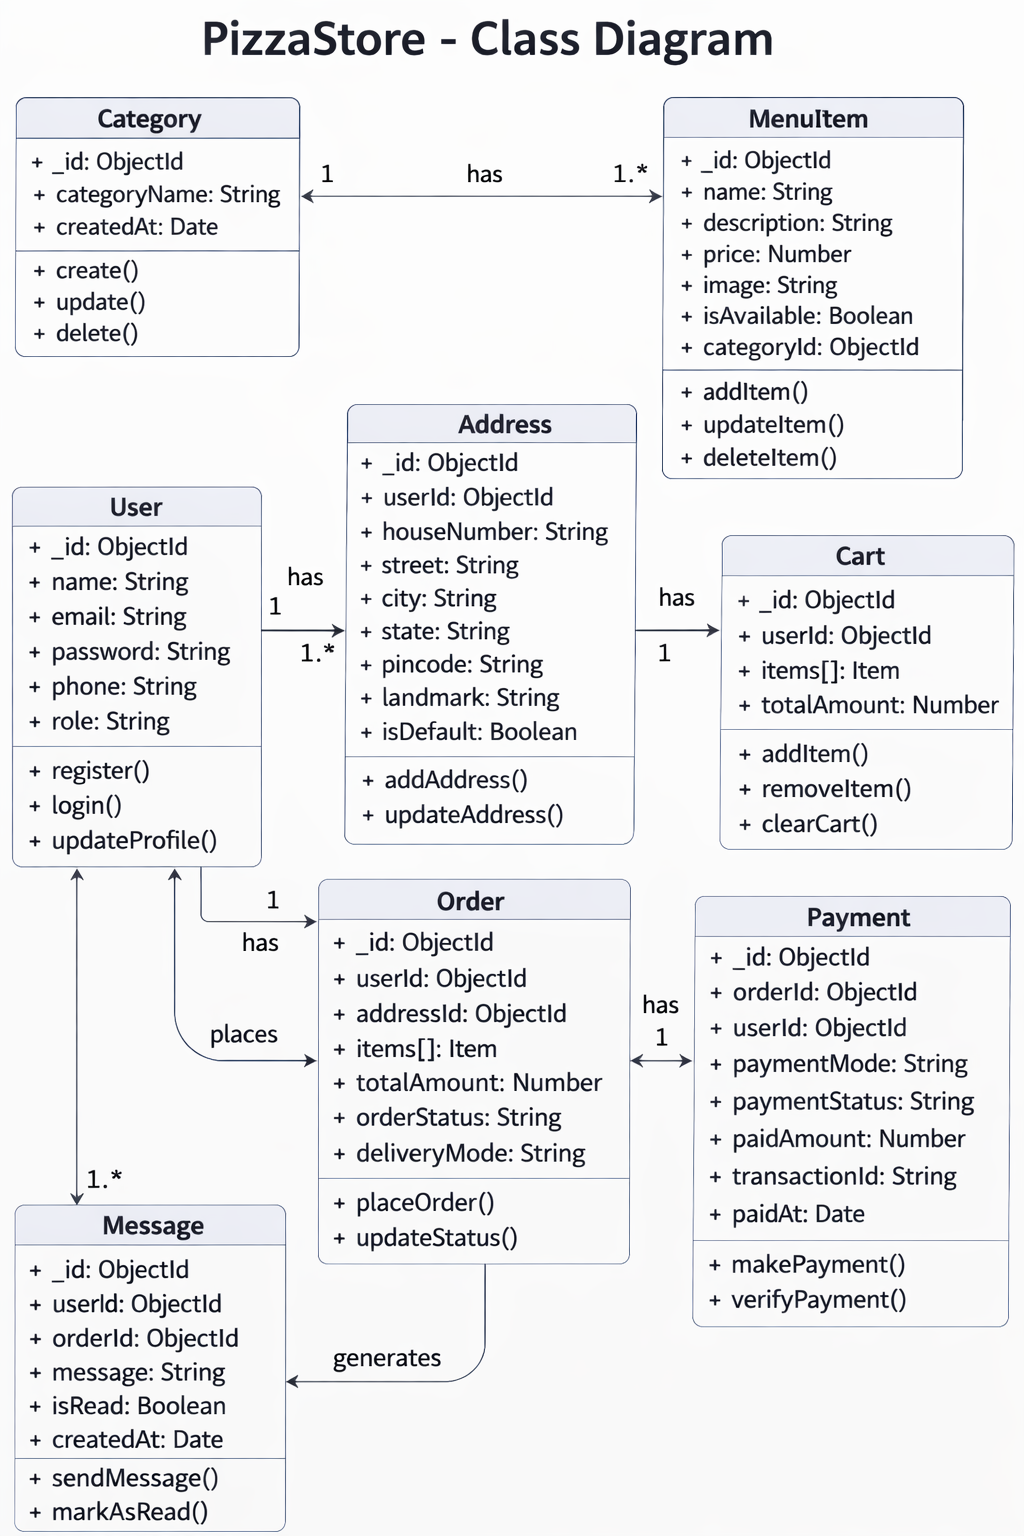 PizzaStore - Class Diagram
Category
+ _id: ObjectId
+ categoryName: String
+ createdAt: Date
+ create()
+ update()
+ delete()
1
has
1.*
MenuItem
+ _id: ObjectId
+ name: String
+ description: String
+ price: Number
+ image: String
+ isAvailable: Boolean
+ categoryId: ObjectId
+ addItem()
+ updateItem()
+ deleteItem()
User
+ _id: ObjectId
+ name: String
+ email: String
+ password: String
+ phone: String
+ role: String
+ register()
+ login()
+ updateProfile()
has
1
1.*
Address
+ _id: ObjectId
+ userId: ObjectId
+ houseNumber: String
+ street: String
+ city: String
+ state: String
+ pincode: String
+ landmark: String
+ isDefault: Boolean
+ addAddress()
+ updateAddress()
has
1
Cart
+ _id: ObjectId
+ userId: ObjectId
+ items[]: Item
+ totalAmount: Number
+ addItem()
+ removeItem()
+ clearCart()
1
has
places
Order
+ _id: ObjectId
+ userId: ObjectId
+ addressId: ObjectId
+ items[]: Item
+ totalAmount: Number
+ orderStatus: String
+ deliveryMode: String
+ placeOrder()
+ updateStatus()
has
1
Payment
+ _id: ObjectId
+ orderId: ObjectId
+ userId: ObjectId
+ paymentMode: String
+ paymentStatus: String
+ paidAmount: Number
+ transactionId: String
+ paidAt: Date
+ makePayment()
+ verifyPayment()
1.*
Message
+ _id: ObjectId
+ userId: ObjectId
+ orderId: ObjectId
+ message: String
+ isRead: Boolean
+ createdAt: Date
+ sendMessage()
+ markAsRead()
generates